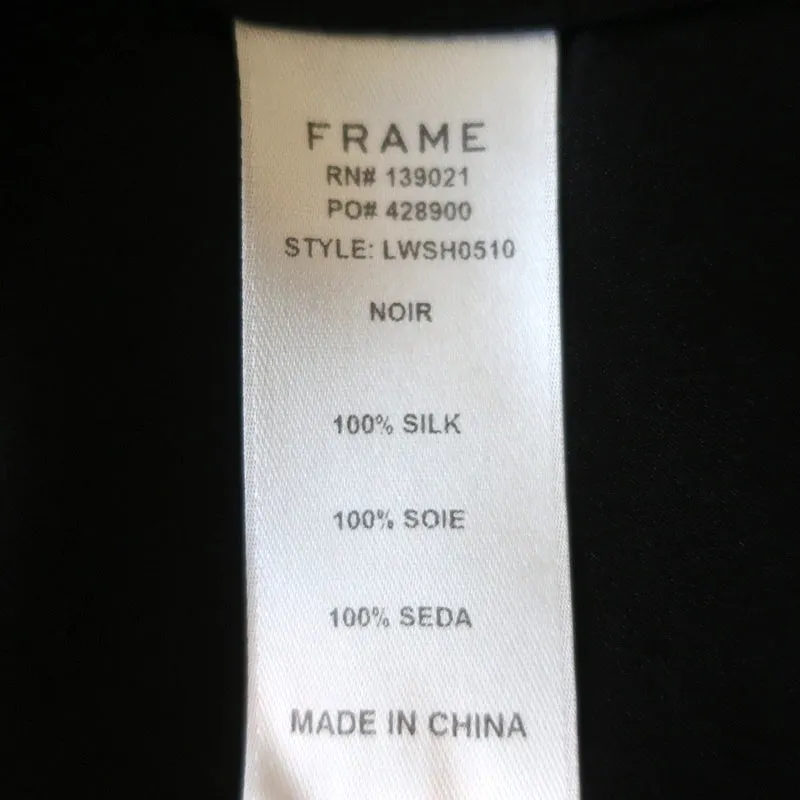 FRAME
RN# 139021
PO# 428900
STYLE: LWSH0510
NOIR
100% SILK
100% SOIE
100% SEDA
MADE IN CHINA